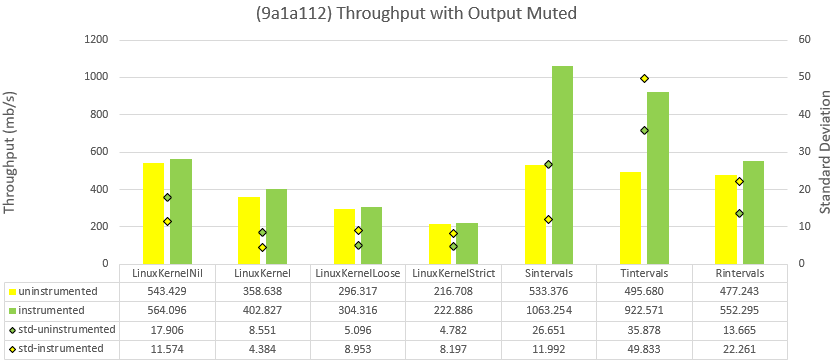 (9a1a112) Throughput with Output Muted
Throughput (mb/s)
Standard Deviation
1200
1000
800
600
400
200
0
60
50
40
30
20
10
0
LinuxKernelNil LinuxKernel LinuxKernelLoose LinuxKernelStrict Sintervals Tintervals Rintervals
uninstrumented 543.429 358.638 296.317 216.708 533.376 495.680 477.243
instrumented 564.096 402.827 304.316 222.886 1063.254 922.571 552.295
std-uninstrumented 17.906 8.551 5.096 4.782 26.651 35.878 13.665
std-instrumented 11.574 4.384 8.953 8.197 11.992 49.833 22.261